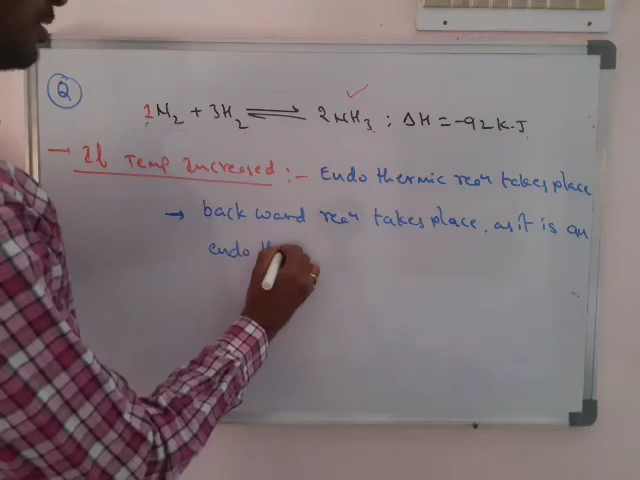 Q
1N₂ + 3H₂ ⇌ 2NH₃ ; ΔH = -92 K.J
→ If Temp increased :- Endo thermic reaⁿ takes place
→ back ward reaⁿ takes place, as it is an
endo th